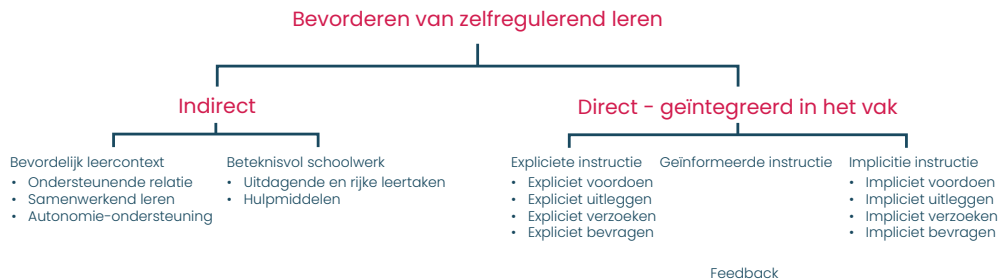 Bevorderen van zelfregulerend leren
Indirect
Direct - geïntegreerd in het vak
Bevordelijk leercontext
• Ondersteunende relatie
• Samenwerkend leren
• Autonomie-ondersteuning
Beteknisvol schoolwerk
• Uitdagende en rijke leertaken
• Hulpmiddelen
Expliciete instructie
• Expliciet voordoen
• Expliciet uitleggen
• Expliciet verzoeken
• Expliciet bevragen
Geïnformeerde instructie
Implicitie instructie
• Impliciet voordoen
• Impliciet uitleggen
• Impliciet verzoeken
• Impliciet bevragen
Feedback